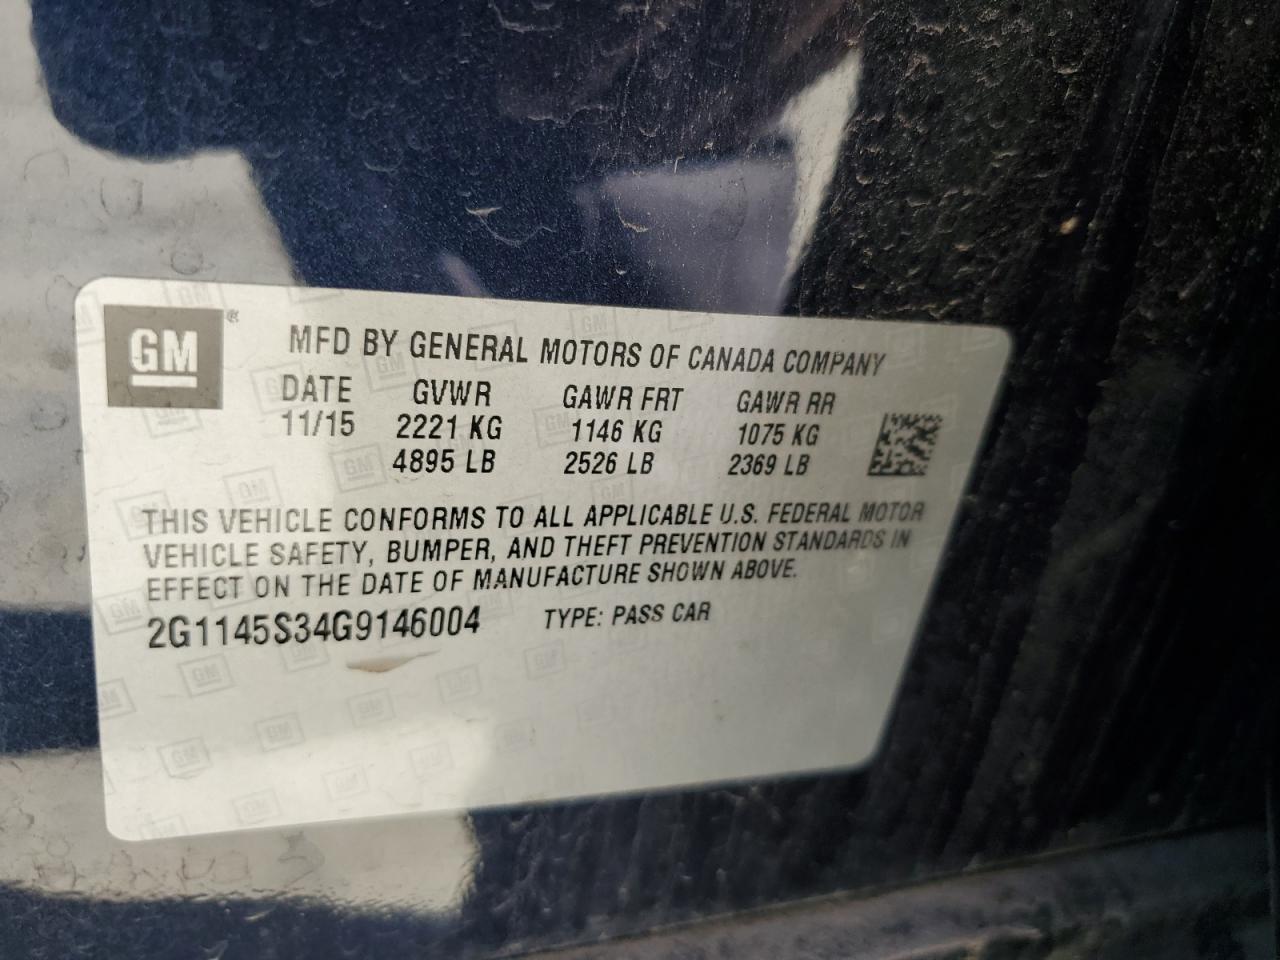 GM ®
MFD BY GENERAL MOTORS OF CANADA COMPANY
DATE GVWR GAWR FRT GAWR RR
11/15 2221 KG 1146 KG 1075 KG
4895 LB 2526 LB 2369 LB
THIS VEHICLE CONFORMS TO ALL APPLICABLE U.S. FEDERAL MOTOR
VEHICLE SAFETY, BUMPER, AND THEFT PREVENTION STANDARDS IN
EFFECT ON THE DATE OF MANUFACTURE SHOWN ABOVE.
2G1145S34G9146004 TYPE: PASS CAR